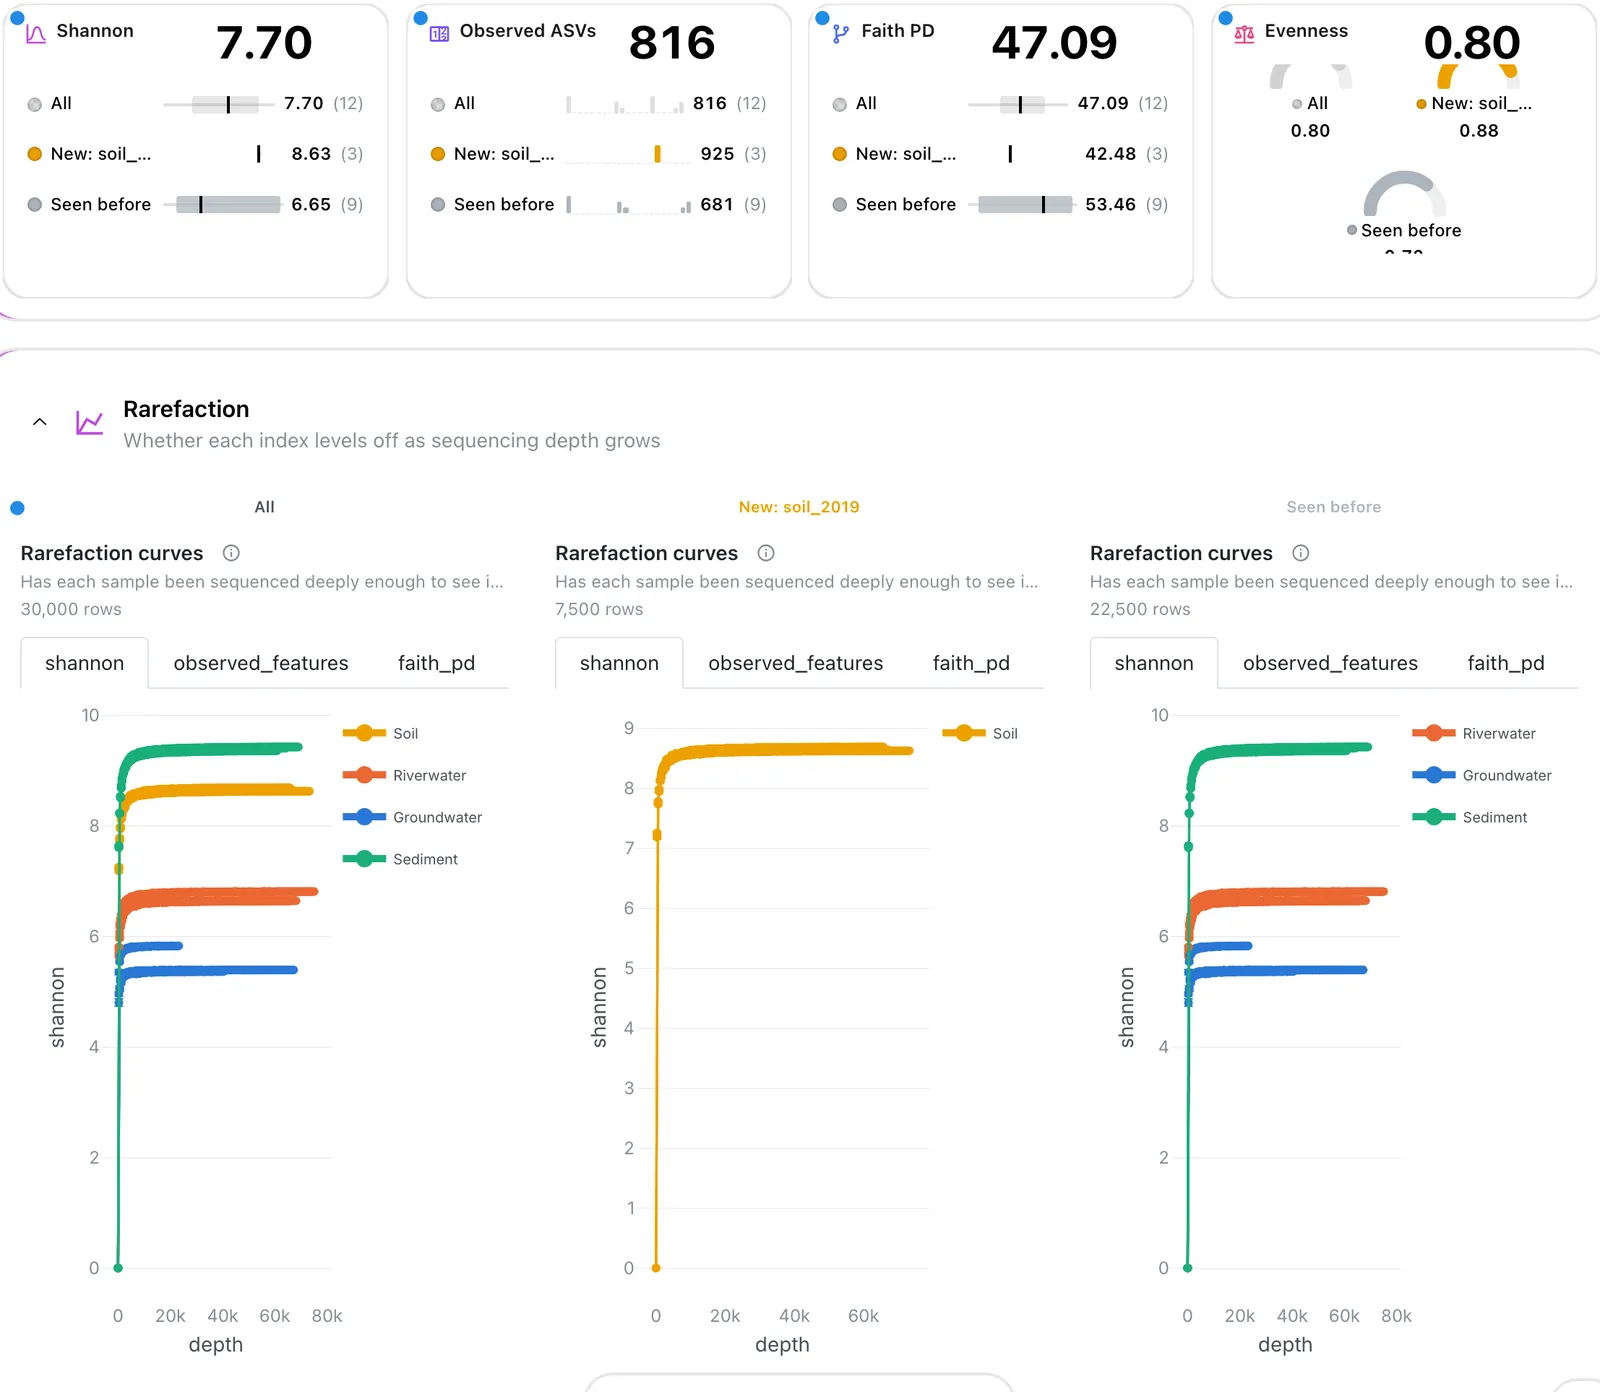 Shannon
7.70
All
7.70 (12)
New: soil_...
8.63 (3)
Seen before
6.65 (9)
Observed ASVs
816
All
816 (12)
New: soil_...
925 (3)
Seen before
681 (9)
Faith PD
47.09
All
47.09 (12)
New: soil_...
42.48 (3)
Seen before
53.46 (9)
Evenness
0.80
All
0.80
New: soil_...
0.88
Seen before
Rarefaction
Whether each index levels off as sequencing depth grows
All
Rarefaction curves
Has each sample been sequenced deeply enough to see i...
30,000 rows
shannon observed_features faith_pd
10
8
6
4
2
0
shannon
0 20k 40k 60k 80k
depth
Soil
Riverwater
Groundwater
Sediment
New: soil_2019
Rarefaction curves
Has each sample been sequenced deeply enough to see i...
7,500 rows
shannon observed_features faith_pd
9
8
7
6
5
4
3
2
1
0
shannon
0 20k 40k 60k
depth
Soil
Seen before
Rarefaction curves
Has each sample been sequenced deeply enough to see i...
22,500 rows
shannon observed_features faith_pd
10
8
6
4
2
0
shannon
0 20k 40k 60k 80k
depth
Riverwater
Groundwater
Sediment